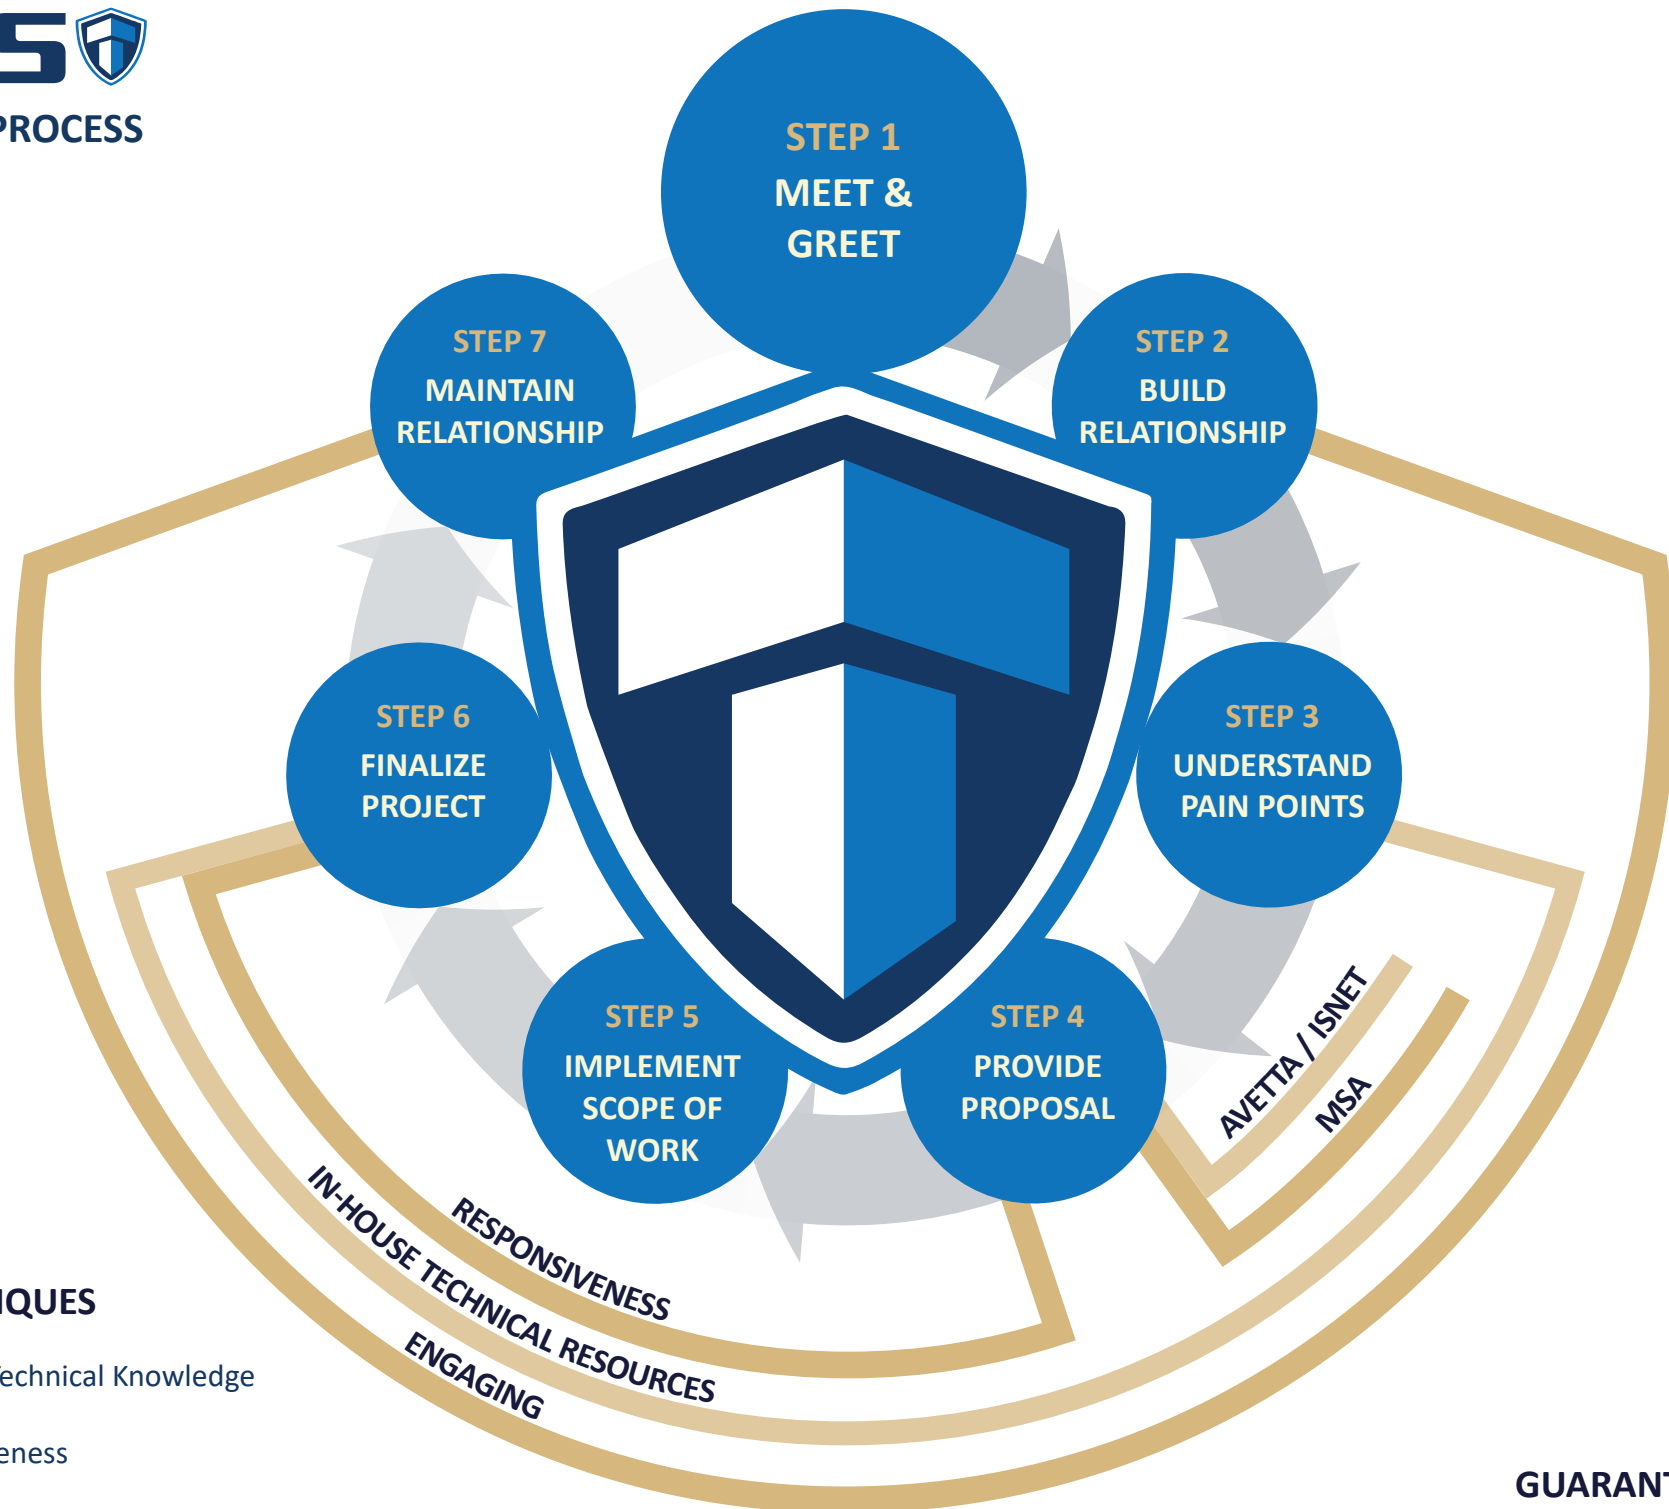 PROCESS
STEP 1
MEET &
GREET
STEP 2
BUILD
RELATIONSHIP
STEP 3
UNDERSTAND
PAIN POINTS
STEP 4
PROVIDE
PROPOSAL
STEP 5
IMPLEMENT
SCOPE OF
WORK
STEP 6
FINALIZE
PROJECT
STEP 7
MAINTAIN
RELATIONSHIP
AVETTA / ISNET
MSA
RESPONSIVENESS
IN-HOUSE TECHNICAL RESOURCES
ENGAGING
IQUES
Technical Knowledge
eness
GUARANT